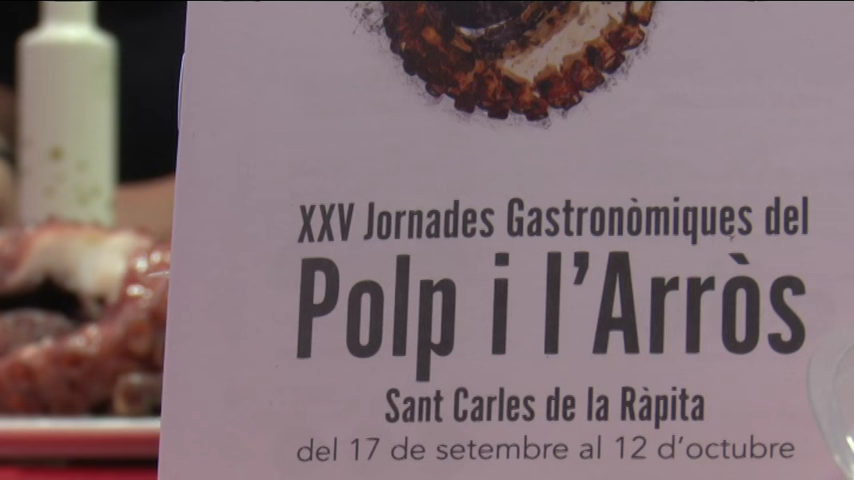 XXV Jornades Gastronòmiques del
Polp i l'Arròs
Sant Carles de la Ràpita
del 17 de setembre al 12 d'octubre